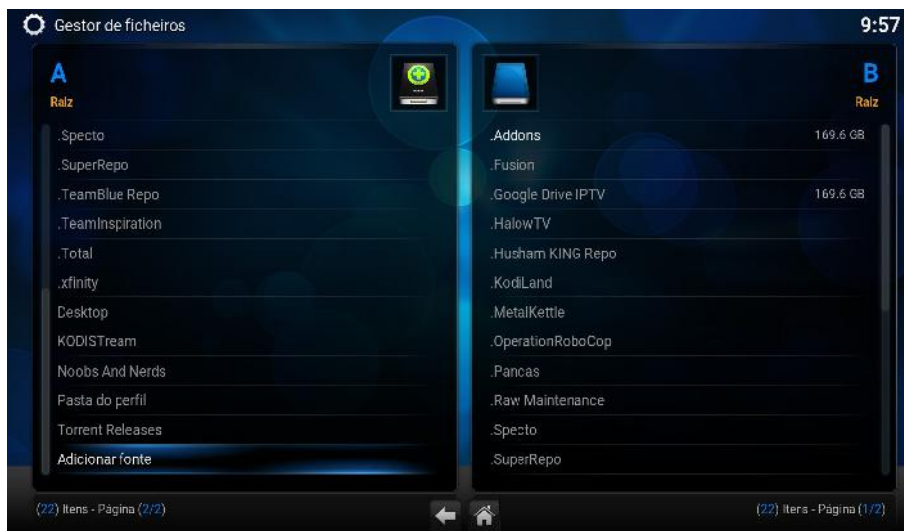 Gestor de ficheiros
9:57
A
Raiz
.Specto
.SuperRepo
.TeamBlue Repo
.TeamInspiration
.Total
.xfinity
Desktop
KODISTream
Noobs And Nerds
Pasta do perfil
Torrent Releases
Adicionar fonte
(22) Itens - Página (2/2)
B
Raiz
.Addons 169.6 GB
.Fusion
.Google Drive IPTV 169.6 GB
.HalowTV
.Husham KING Repo
.KodiLand
.MetalKettle
.OperationRoboCop
.Pancas
.Raw Maintenance
.Specto
.SuperRepo
(22) Itens - Página (1/2)